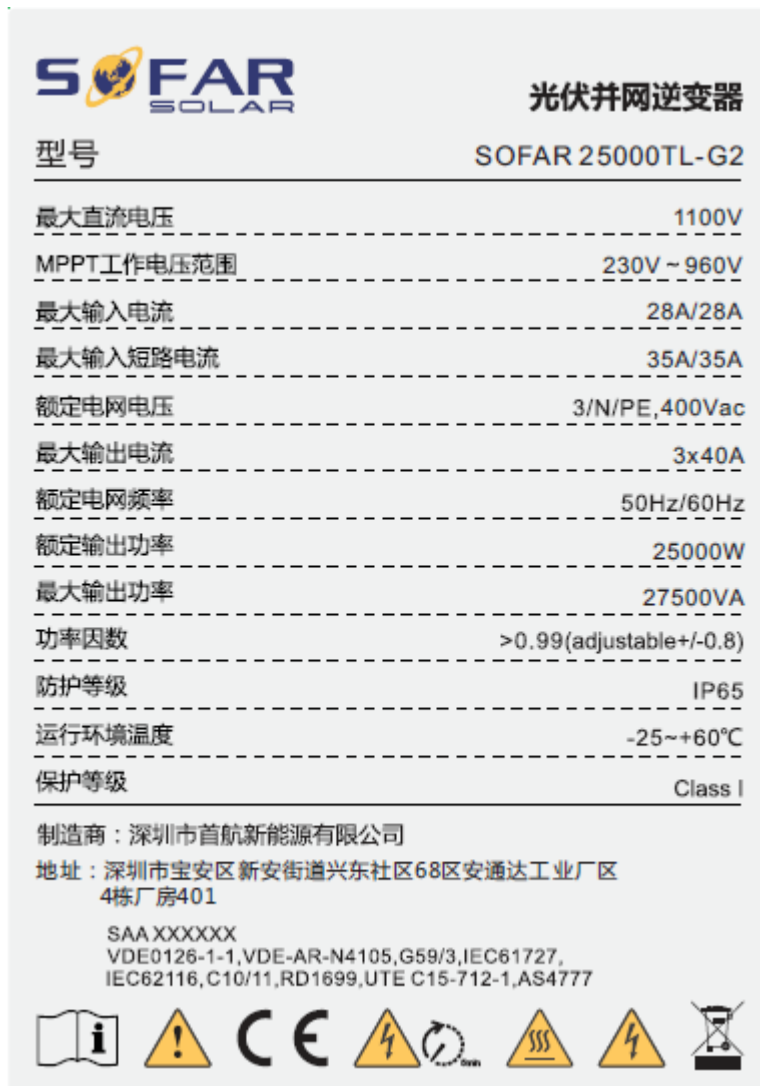 SOFAR
SOLAR
光伏并网逆变器
型号 SOFAR 25000TL-G2
最大直流电压 1100V
MPPT工作电压范围 230V~960V
最大输入电流 28A/28A
最大输入短路电流 35A/35A
额定电网电压 3/N/PE,400Vac
最大输出电流 3x40A
额定电网频率 50Hz/60Hz
额定输出功率 25000W
最大输出功率 27500VA
功率因数 >0.99(adjustable+/-0.8)
防护等级 IP65
运行环境温度 -25~+60℃
保护等级 Class I
制造商：深圳市首航新能源有限公司
地址：深圳市宝安区新安街道兴东社区68区安通达工业厂区
4栋厂房401
SAA XXXXXX
VDE0126-1-1,VDE-AR-N4105,G59/3,IEC61727,
IEC62116,C10/11,RD1699,UTE C15-712-1,AS4777
i ! CE